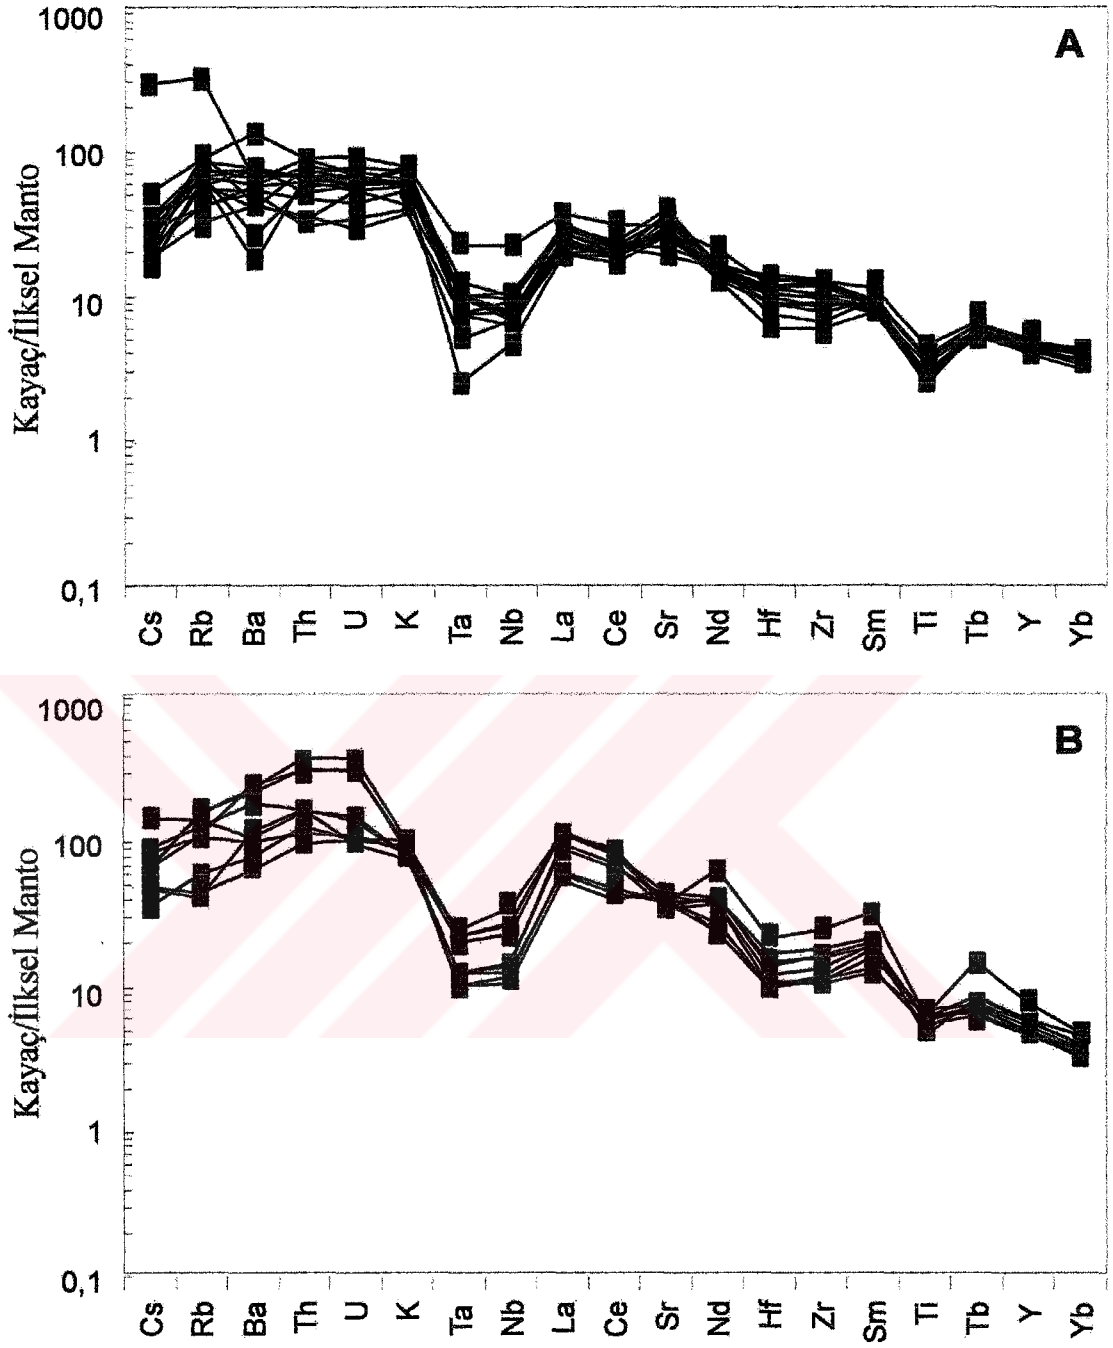 1000
A
100
10
1
0,1
Kayaç/İlksel Manto
Cs Rb Ba Th U K Ta Nb La Ce Sr Nd Hf Zr Sm Ti Tb Y Yb
1000
B
100
10
1
0,1
Kayaç/İlksel Manto
Cs Rb Ba Th U K Ta Nb La Ce Sr Nd Hf Zr Sm Ti Tb Y Yb